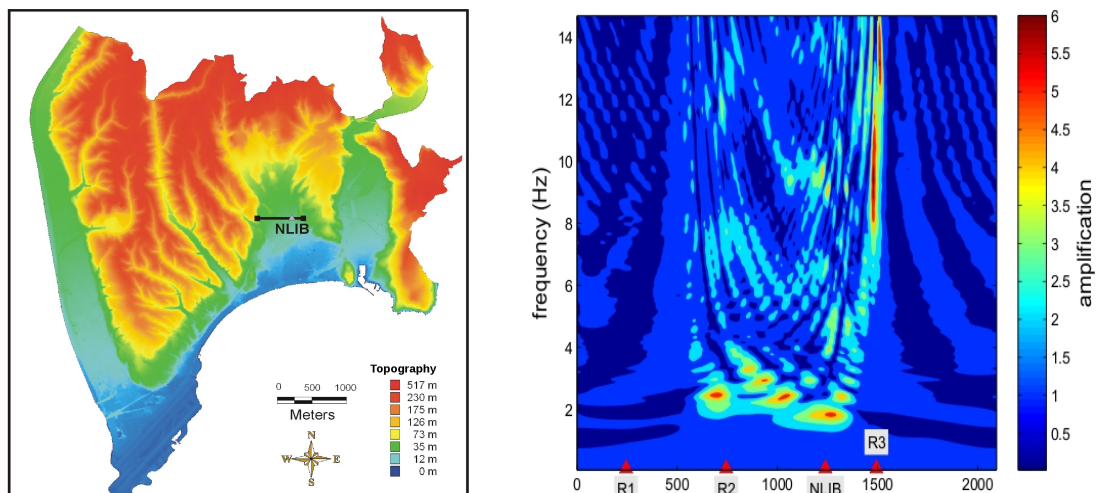 NLIB
Topography
517 m
230 m
175 m
126 m
73 m
35 m
12 m
0 m
0 500 1000
Meters
N
W E
S
frequency (Hz)
14
12
10
8
6
4
2
0 500 1000 1500 2000
R1 R2 NLIB R3
6
5.5
5
4.5
4
3.5
3
2.5
2
1.5
1
0.5
amplification